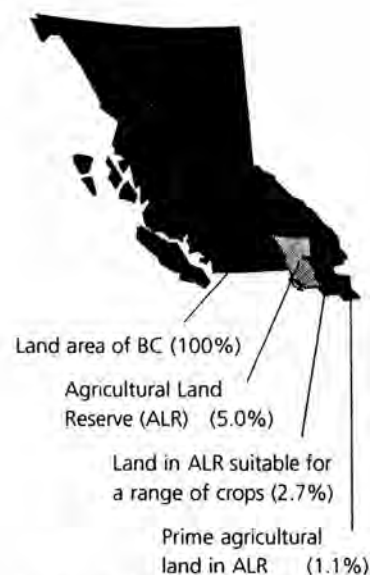 Land area of BC (100%)
Agricultural Land
Reserve (ALR) (5.0%)
Land in ALR suitable for
a range of crops (2.7%)
Prime agricultural
land in ALR (1.1%)